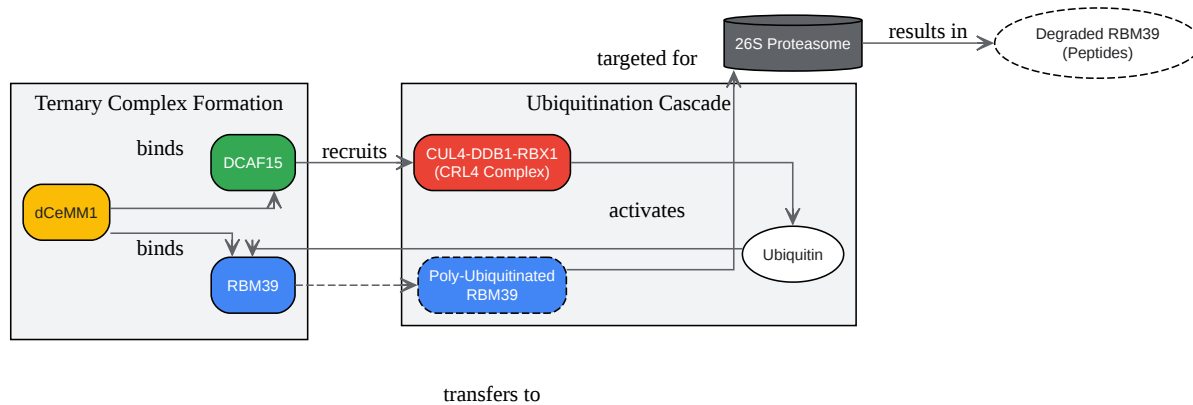 26S Proteasome
results in
Degraded RBM39
(Peptides)
targeted for
Ternary Complex Formation
Ubiquitination Cascade
binds
DCAF15
recruits
CUL4-DDB1-RBX1
(CRL4 Complex)
dCeMM1
activates
binds
Ubiquitin
RBM39
Poly-Ubiquitinated
RBM39
transfers to